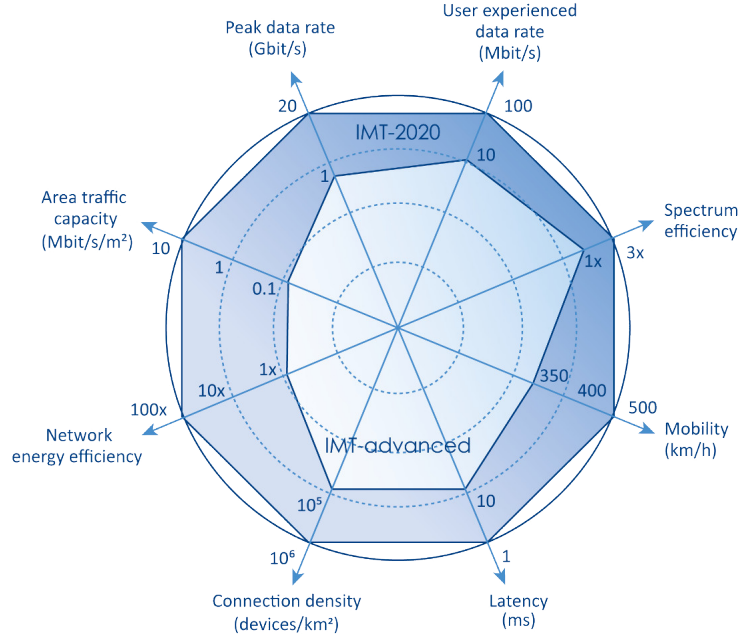 User experienced
data rate
(Mbit/s)
Peak data rate
(Gbit/s)
20
100
IMT-2020
10
1
Area traffic
capacity
(Mbit/s/m²)
Spectrum
efficiency
10
1
0.1
1x
3x
1x
350
10x
400
100x
500
Network
energy efficiency
Mobility
(km/h)
IMT-advanced
10⁵
10
10⁶
1
Connection density
(devices/km²)
Latency
(ms)